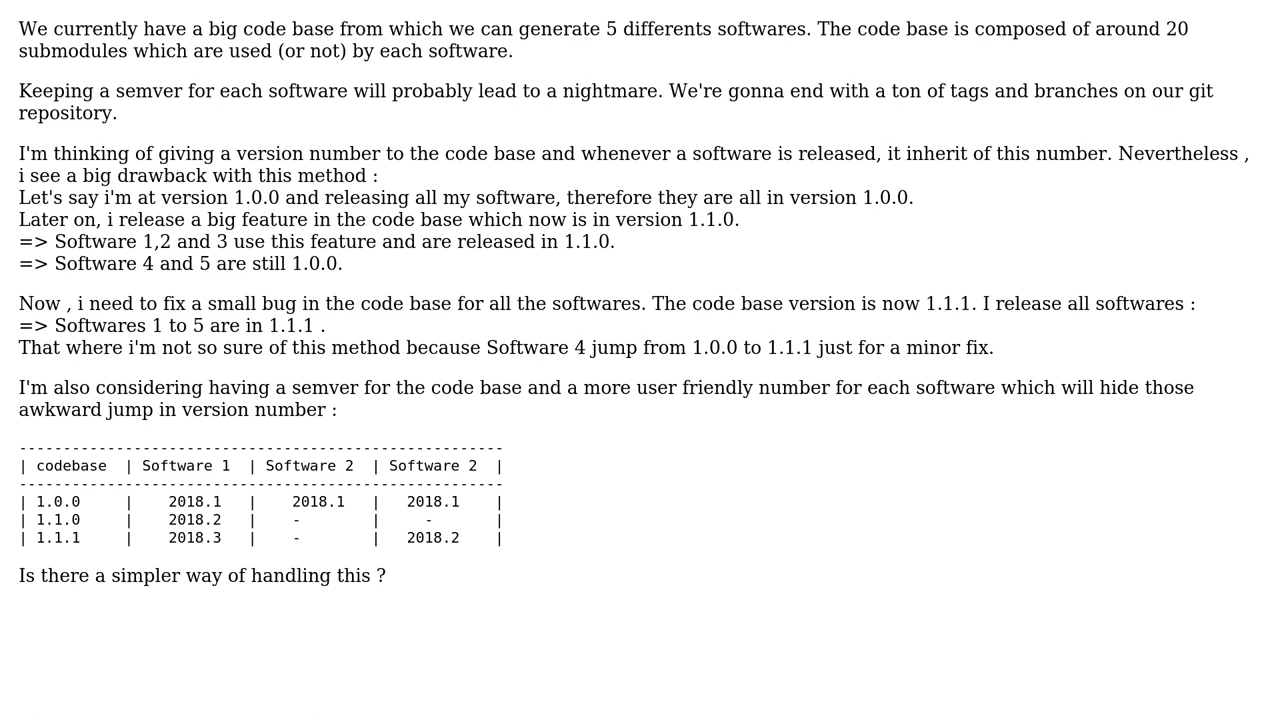 We currently have a big code base from which we can generate 5 differents softwares. The code base is composed of around 20
submodules which are used (or not) by each software.
Keeping a semver for each software will probably lead to a nightmare. We're gonna end with a ton of tags and branches on our git
repository.
I'm thinking of giving a version number to the code base and whenever a software is released, it inherit of this number. Nevertheless ,
i see a big drawback with this method :
Let's say i'm at version 1.0.0 and releasing all my software, therefore they are all in version 1.0.0.
Later on, i release a big feature in the code base which now is in version 1.1.0.
=> Software 1,2 and 3 use this feature and are released in 1.1.0.
=> Software 4 and 5 are still 1.0.0.
Now , i need to fix a small bug in the code base for all the softwares. The code base version is now 1.1.1. I release all softwares :
=> Softwares 1 to 5 are in 1.1.1 .
That where i'm not so sure of this method because Software 4 jump from 1.0.0 to 1.1.1 just for a minor fix.
I'm also considering having a semver for the code base and a more user friendly number for each software which will hide those
awkward jump in version number :
-------------------------------------------------------
| codebase  | Software 1  | Software 2  | Software 2  |
-------------------------------------------------------
| 1.0.0     |    2018.1   |    2018.1   |   2018.1    |
| 1.1.0     |    2018.2   |    -        |     -       |
| 1.1.1     |    2018.3   |    -        |   2018.2    |
Is there a simpler way of handling this ?